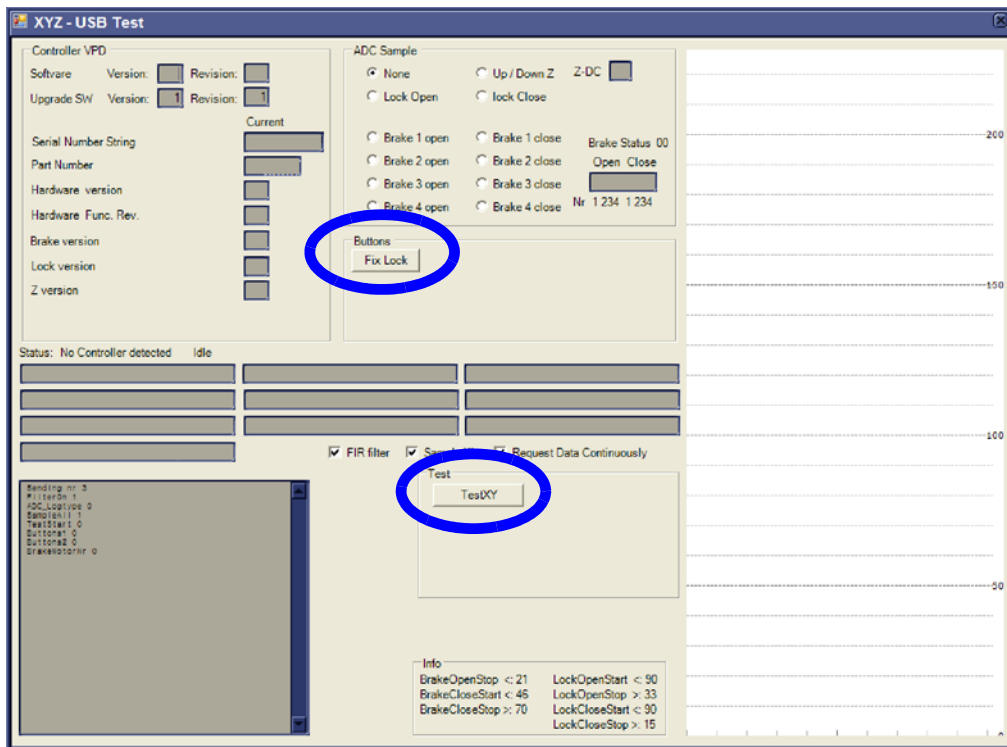 XYZ - USB Test
Controller VPD
Software Version: Revision:
Upgrade SW Version: 1 Revision: 1
Current
Serial Number String
Part Number
Hardware version
Hardware Func. Rev.
Brake version
Lock version
Z version
ADC Sample
None Up / Down Z Z-DC
Lock Open lock Close
Brake 1 open Brake 1 close Brake Status 00
Brake 2 open Brake 2 close Open Close
Brake 3 open Brake 3 close
Brake 4 open Brake 4 close Nr 1 234 1 234
Buttons
Fix Lock
Status: No Controller detected Idle
FIR filter Request Data Continuously
Sending nr 3
FilterOn 1
ADC_Logtype 0
SampleAll 1
TestStart 0
Buttons1 0
Buttons2 0
BrakeMotorNr 0
Test
TestXY
Info
BrakeOpenStop <: 21 LockOpenStart <: 90
BrakeCloseStart <: 46 LockOpenStop >: 33
BrakeCloseStop >: 70 LockCloseStart <: 90
LockCloseStop >: 15
200
150
100
50
0